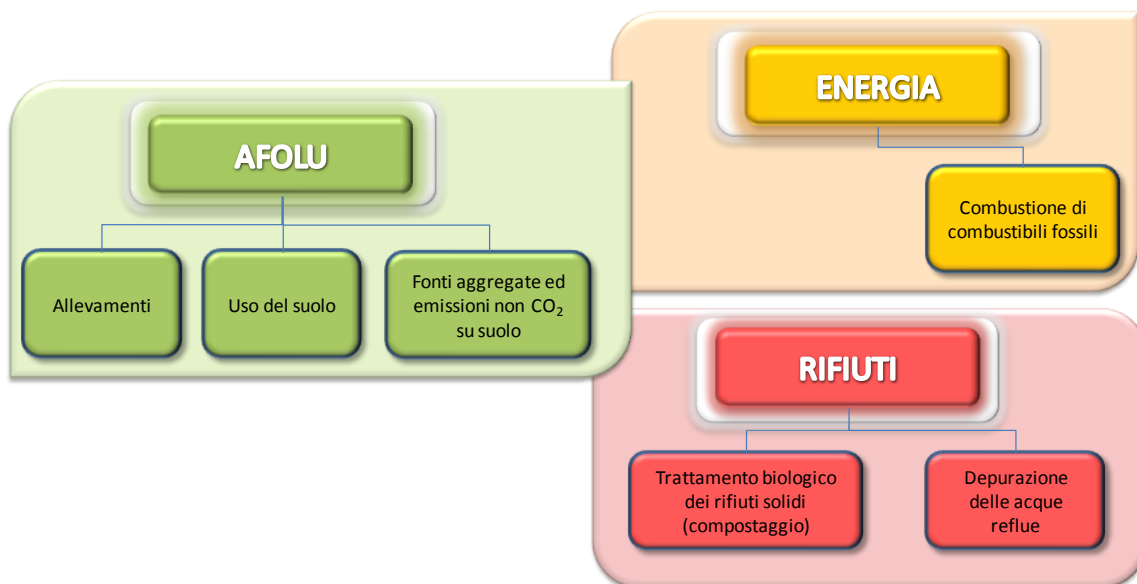 AFOLU
Allevamenti
Uso del suolo
Fonti aggregate ed
emissioni non CO₂
su suolo
ENERGIA
Combustione di
combustibili fossili
RIFIUTI
Trattamento biologico
dei rifiuti solidi
(compostaggio)
Depurazione
delle acque
reflue